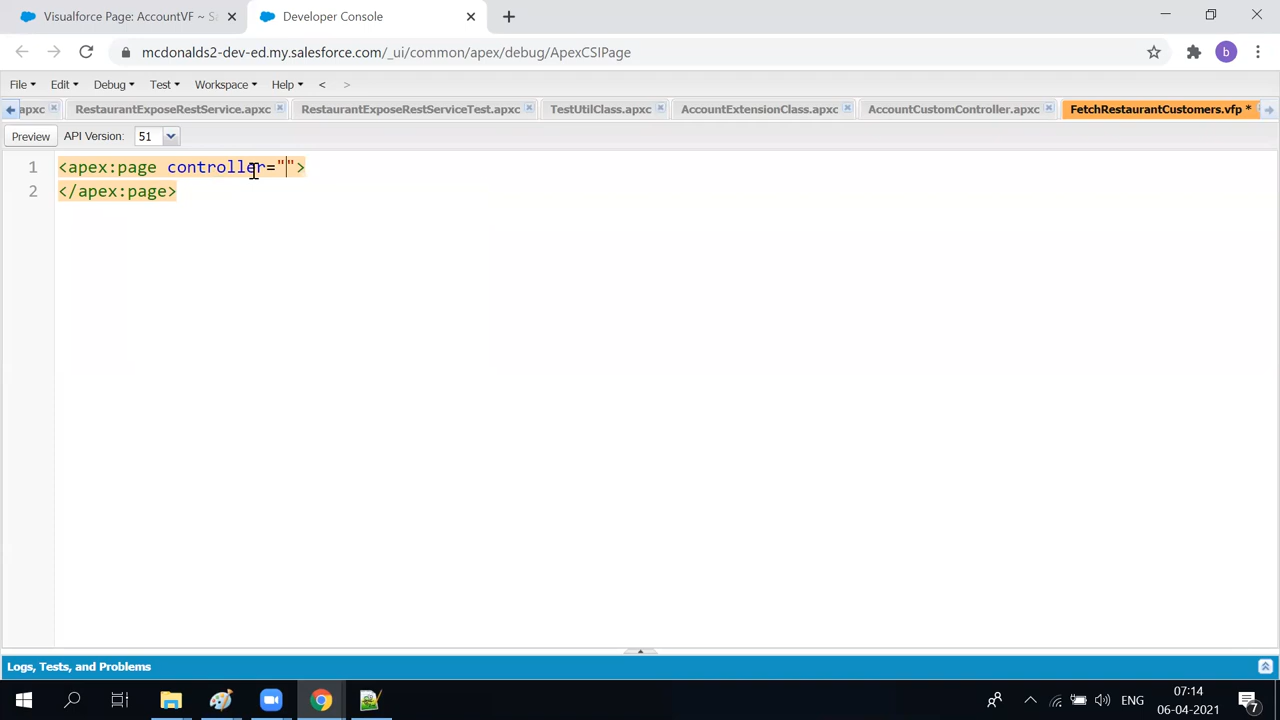 Visualforce Page: AccountVF ~ S
Developer Console
mcdonalds2-dev-ed.my.salesforce.com/_ui/common/apex/debug/ApexCSIPage
b
File Edit Debug Test Workspace Help < >
apxc RestaurantExposeRestService.apxc RestaurantExposeRestServiceTest.apxc TestUtilClass.apxc AccountExtensionClass.apxc AccountCustomController.apxc FetchRestaurantCustomers.vfp *
Preview API Version: 51
1 <apex:page controller="">
2 </apex:page>
Logs, Tests, and Problems
ENG
07:14
06-04-2021
7